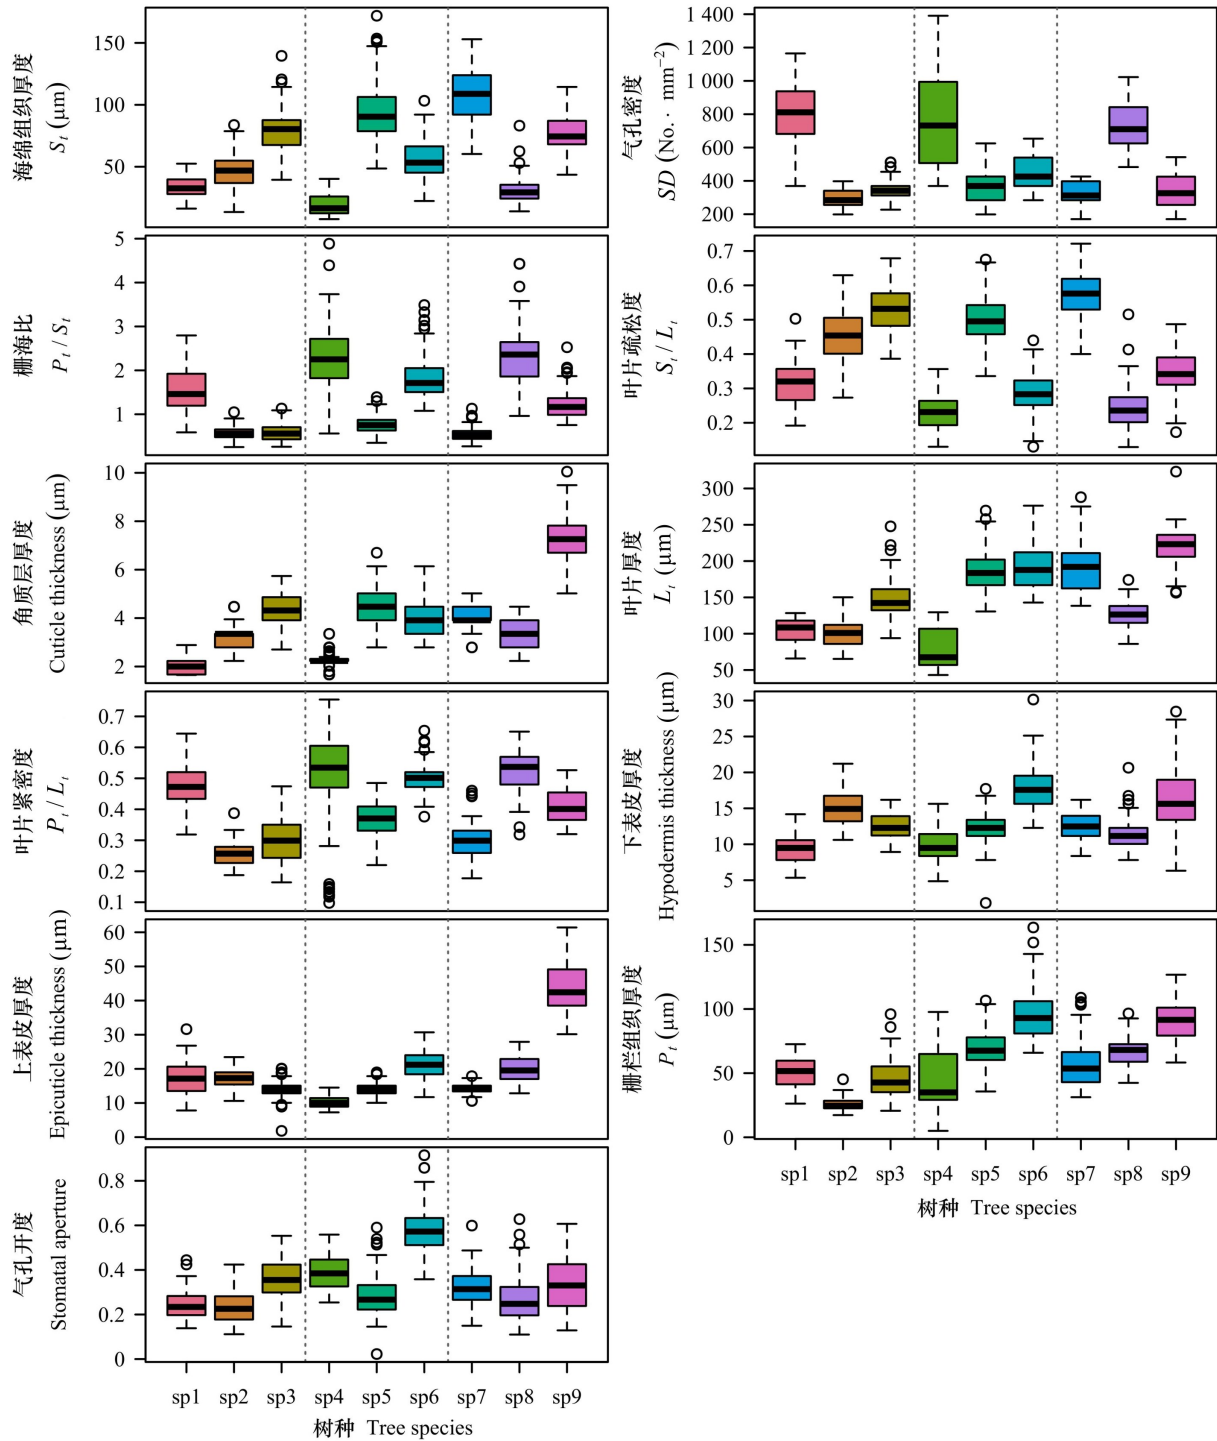 海绵组织厚度
Sₜ (μm)
150
100
50
气孔密度
SD (No.· mm⁻²)
1 400
1 200
1 000
800
600
400
200
栅海比
Pₜ / Sₜ
5
4
3
2
1
叶片疏松度
Sₜ / Lₜ
0.7
0.6
0.5
0.4
0.3
0.2
角质层厚度
Cuticle thickness (μm)
10
8
6
4
2
叶片厚度
Lₜ (μm)
300
250
200
150
100
50
叶片紧密度
Pₜ / Lₜ
0.7
0.6
0.5
0.4
0.3
0.2
0.1
下表皮厚度
Hypodermis thickness (μm)
30
25
20
15
10
5
上表皮厚度
Epicuticle thickness (μm)
60
50
40
30
20
10
0
栅栏组织厚度
Pₜ (μm)
150
100
50
0
sp1 sp2 sp3 sp4 sp5 sp6 sp7 sp8 sp9
树种 Tree species
气孔开度
Stomatal aperture
0.8
0.6
0.4
0.2
0
sp1 sp2 sp3 sp4 sp5 sp6 sp7 sp8 sp9
树种 Tree species